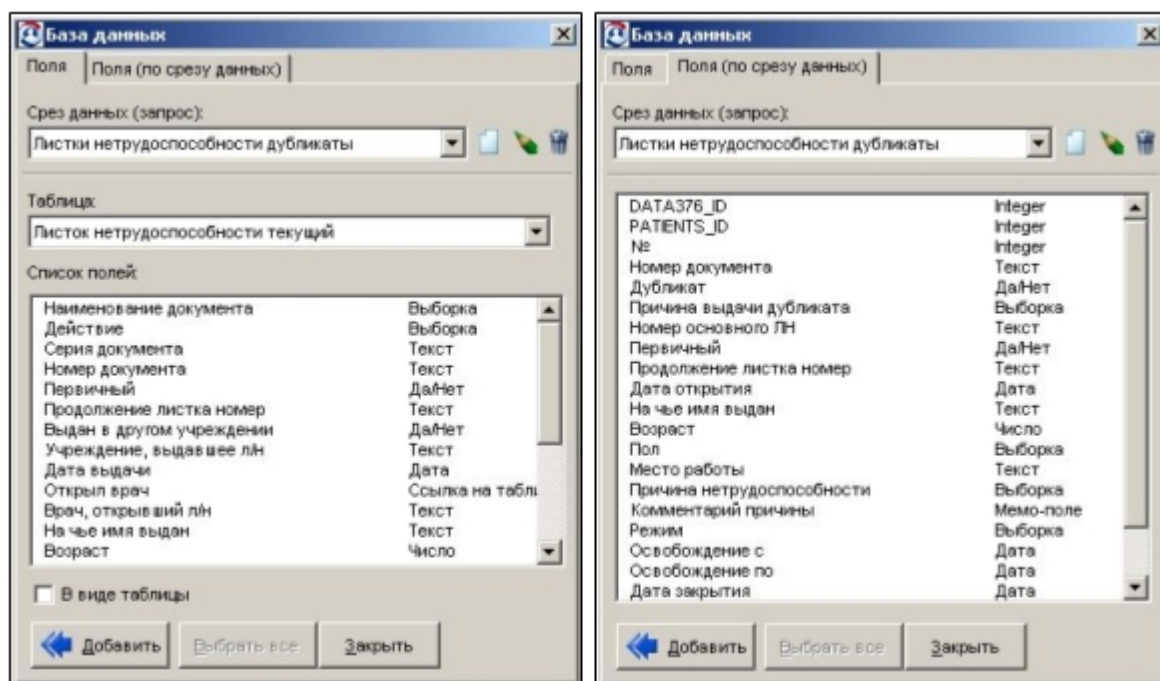 База данных
Поля Поля (по срезу данных)
Срез данных (запрос):
Листки нетрудоспособности дубликаты
Таблица:
Листок нетрудоспособности текущий
Список полей:
Наименование документа Выборка
Действие Выборка
Серия документа Текст
Номер документа Текст
Первичный Да/Нет
Продолжение листка номер Текст
Выдан в другом учреждении Да/Нет
Учреждение, выдавшее л/н Текст
Дата выдачи Дата
Открыл врач Ссылка на табли
Врач, открывший л/н Текст
На чье имя выдан Текст
Возраст Число
В виде таблицы
Добавить Выбрать все Закрыть
База данных
Поля Поля (по срезу данных)
Срез данных (запрос):
Листки нетрудоспособности дубликаты
DATA376_ID Integer
PATIENTS_ID Integer
№ Integer
Номер документа Текст
Дубликат Да/Нет
Причина выдачи дубликата Выборка
Номер основного ЛН Текст
Первичный Да/Нет
Продолжение листка номер Текст
Дата открытия Дата
На чье имя выдан Текст
Возраст Число
Пол Выборка
Место работы Текст
Причина нетрудоспособности Выборка
Комментарий причины Мемо-поле
Режим Выборка
Освобождение с Дата
Освобождение по Дата
Дата закрытия Дата
Добавить Выбрать все Закрыть